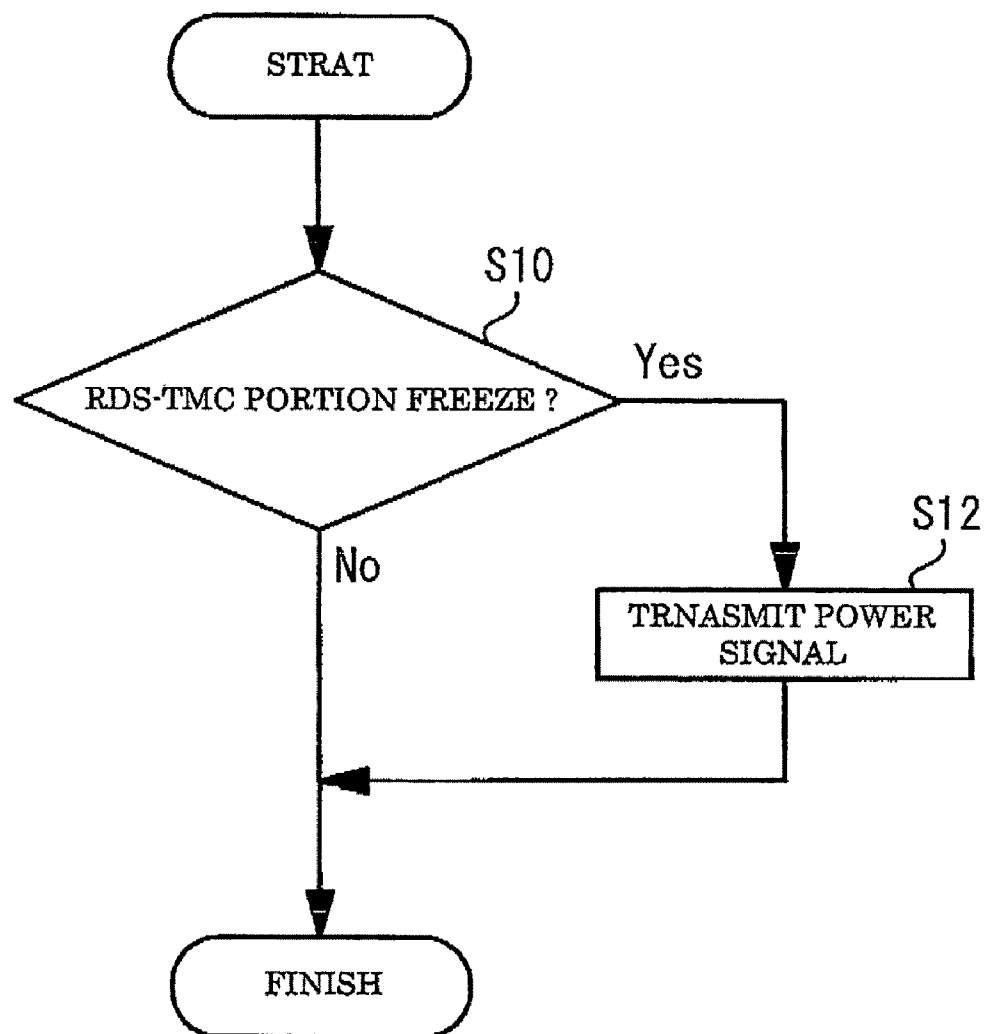 STRAT
S10
RDS-TMC PORTION FREEZE ?
Yes
No
S12
TRNASMIT POWER
SIGNAL
FINISH